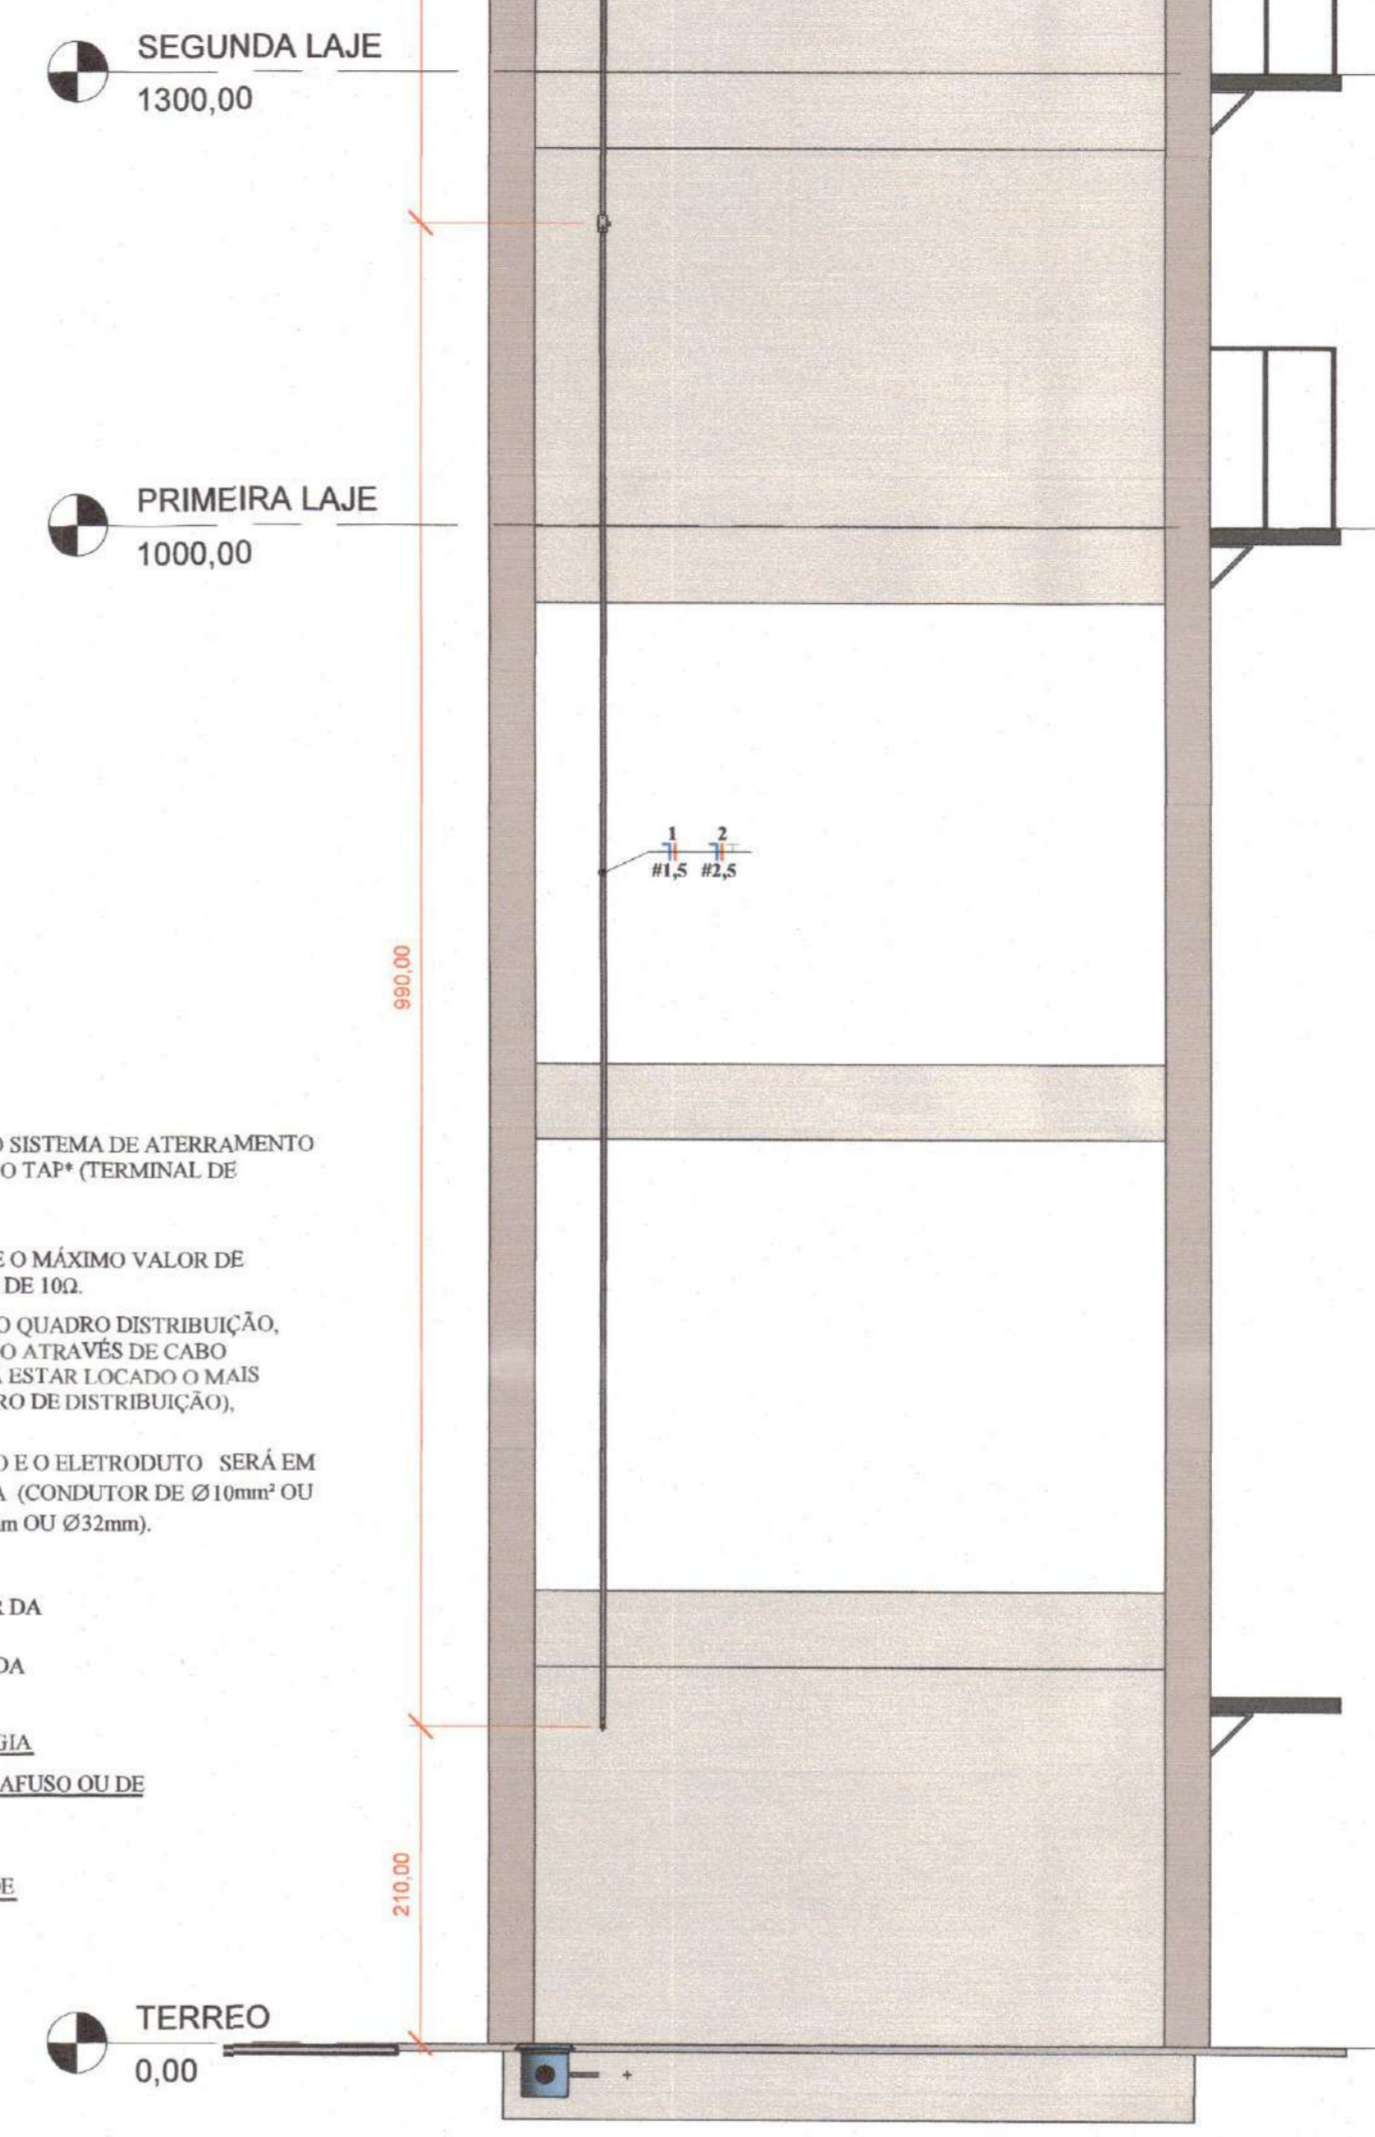 SEGUNDA LAJE
1300,00
PRIMEIRA LAJE
1000,00
1 2
#1,5 #2,5
990,00
O SISTEMA DE ATERRAMENTO
O TAP* (TERMINAL DE
E O MÁXIMO VALOR DE
DE 10Ω.
O QUADRO DISTRIBUIÇÃO,
O ATRAVÉS DE CABO
ESTAR LOCADO O MAIS
RO DE DISTRIBUIÇÃO),
O E O ELETRODUTO SERÁ EM
A (CONDUTOR DE Ø10mm² OU
m OU Ø32mm).
R DA
DA
GIA
AFUSO OU DE
210,00
DE
TERREO
0,00